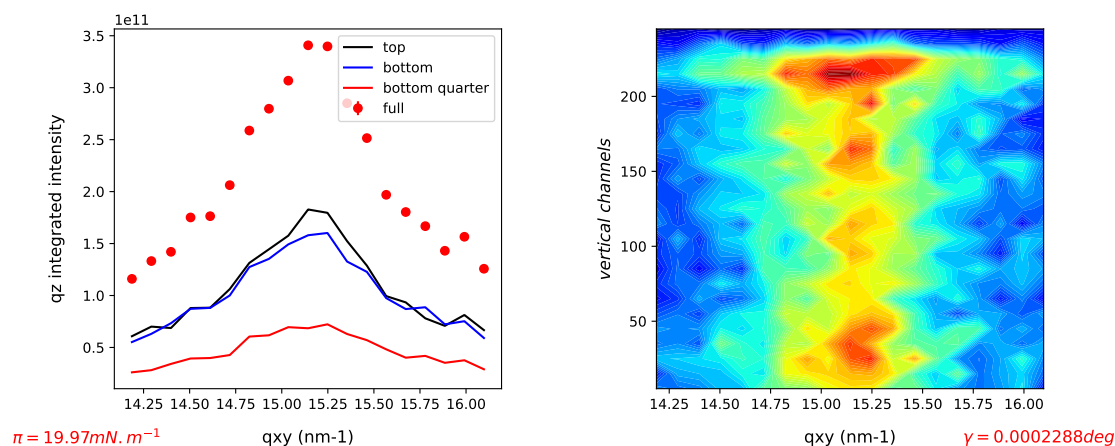 1e11
3.5
3.0
2.5
2.0
1.5
1.0
0.5
qz integrated intensity
top
bottom
bottom quarter
full
14.25 14.50 14.75 15.00 15.25 15.50 15.75 16.00
qxy (nm-1)
π = 19.97mN.m⁻¹
200
150
100
50
vertical channels
14.25 14.50 14.75 15.00 15.25 15.50 15.75 16.00
qxy (nm-1)
γ = 0.0002288deg